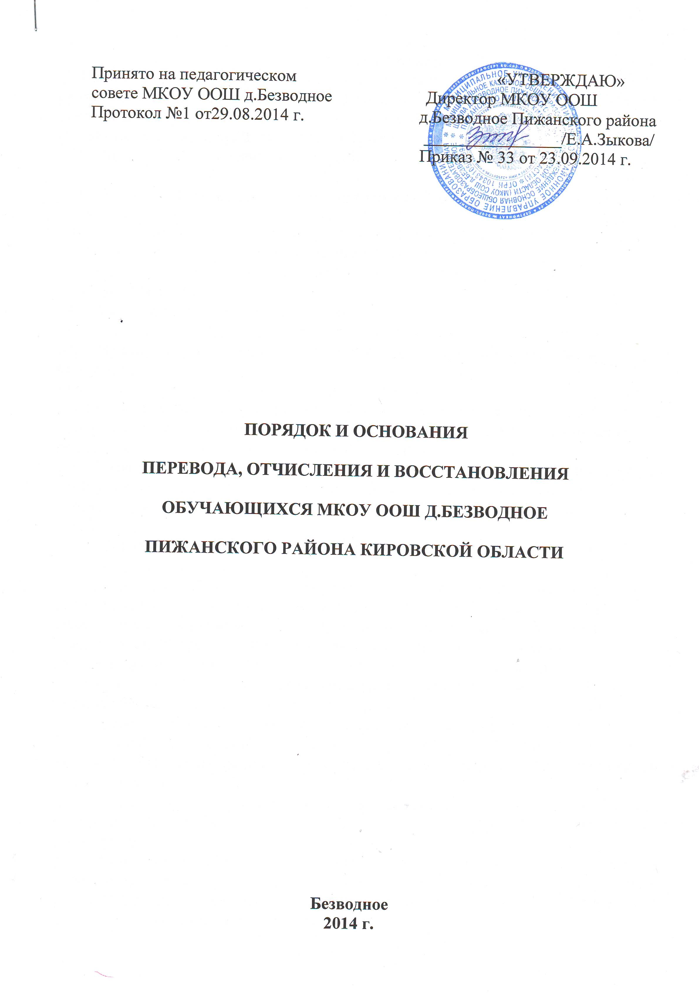 Принято на педагогическом
совете МКОУ ООШ д.Безводное
Протокол №1 от29.08.2014 г.
«УТВЕРЖДАЮ»
Директор МКОУ ООШ
д.Безводное Пижанского района
/Е.А.Зыкова/
Приказ № 33 от 23.09.2014 г.
ПОРЯДОК И ОСНОВАНИЯ
ПЕРЕВОДА, ОТЧИСЛЕНИЯ И ВОССТАНОВЛЕНИЯ
ОБУЧАЮЩИХСЯ МКОУ ООШ Д.БЕЗВОДНОЕ
ПИЖАНСКОГО РАЙОНА КИРОВСКОЙ ОБЛАСТИ
Безводное
2014 г.